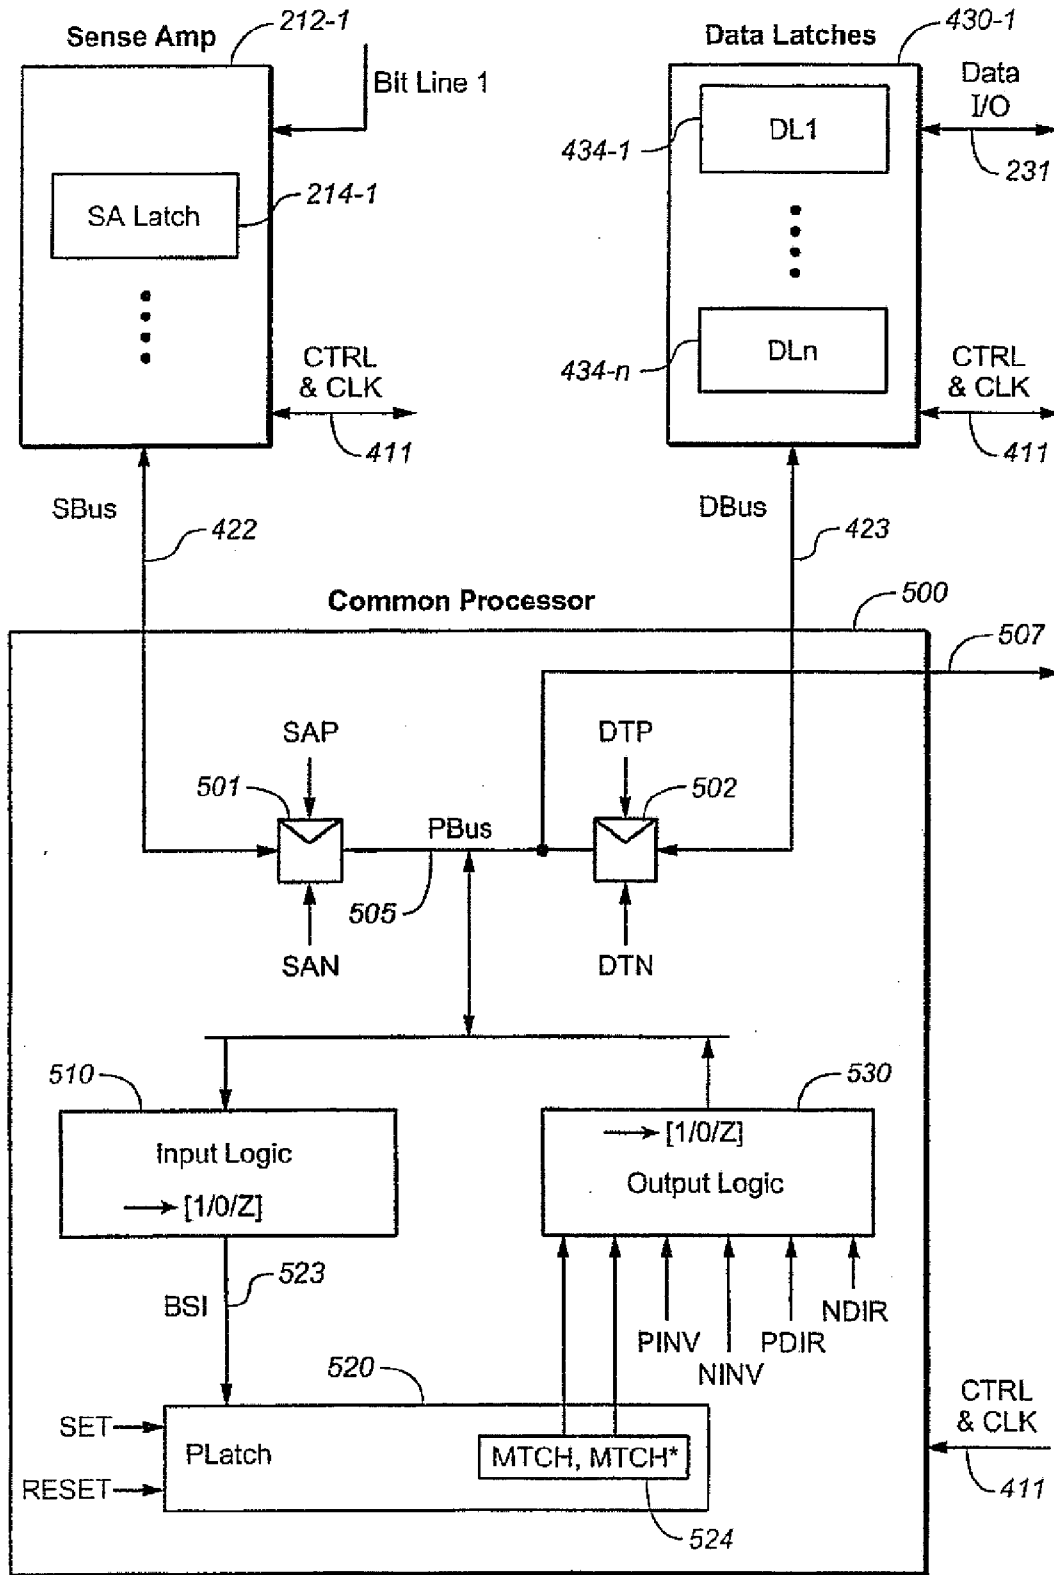 Sense Amp
212-1
Bit Line 1
SA Latch
214-1
CTRL
& CLK
411
Data Latches
430-1
Data
I/O
231
DL1
434-1
DLn
434-n
CTRL
& CLK
411
SBus
422
DBus
423
Common Processor
500
507
SAP
501
DTP
502
PBus
505
SAN
DTN
510
Input Logic
[1/0/Z]
530
[1/0/Z]
Output Logic
523
BSI
PINV
NINV
PDIR
NDIR
520
SET
RESET
PLatch
MTCH, MTCH*
524
CTRL
& CLK
411